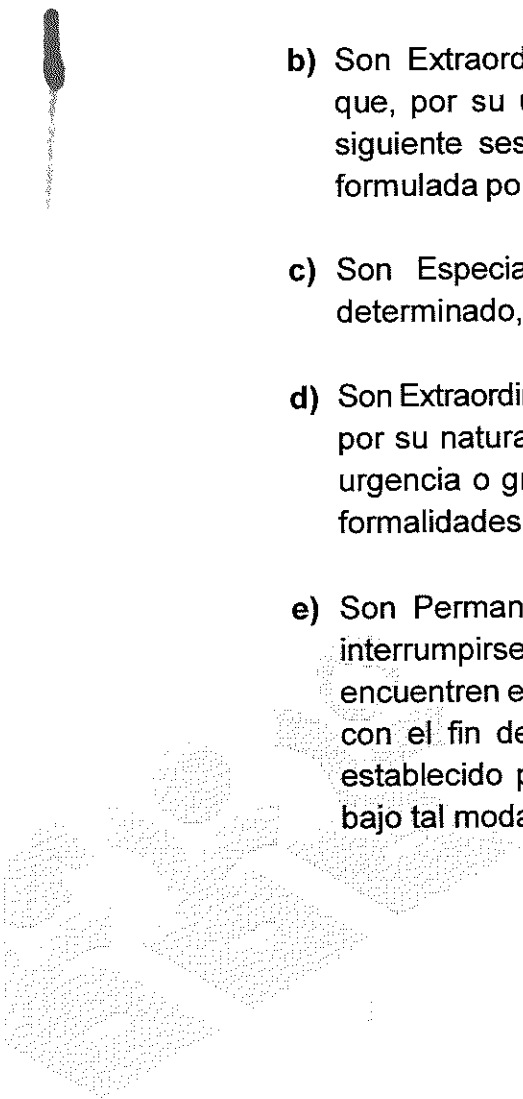 b) Son Extraord
que, por su
siguiente ses
formulada po
c) Son Especia
determinado,
d) Son Extraordi
por su natura
urgencia o gr
formalidades
e) Son Perman
interrumpirse
encuentren e
con el fin de
establecido p
bajo tal moda